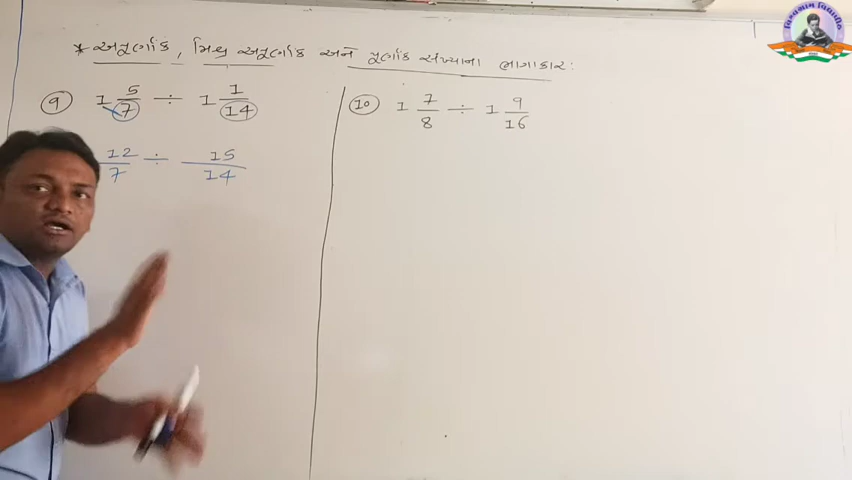 * અપૂર્ણાંક, મિશ્ર અપૂર્ણાંક અને પૂર્ણાંક સંખ્યાના ભાગાકાર:
9 1 5/7 ÷ 1 1/14
12/7 ÷ 15/14
10 1 7/8 ÷ 1 9/16